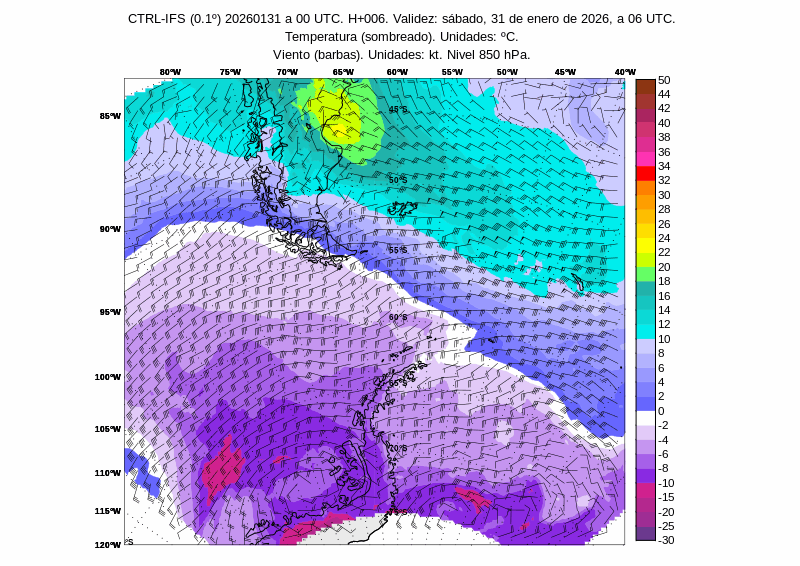 CTRL-IFS (0.1º) 20260131 a 00 UTC. H+006. Validez: sábado, 31 de enero de 2026, a 06 UTC.
Temperatura (sombreado). Unidades: ºC.
Viento (barbas). Unidades: kt. Nivel 850 hPa.
80°W 75°W 70°W 65°W 60°W 55°W 50°W 45°W 40°W
85°W
90°W
95°W
100°W
105°W
110°W
115°W
120°W
45°S
50°S
55°S
60°S
65°S
70°S
75°S
°S
50
44
42
40
38
36
34
32
30
28
26
24
22
20
18
16
14
12
10
8
6
4
2
0
-2
-4
-6
-8
-10
-15
-20
-25
-30